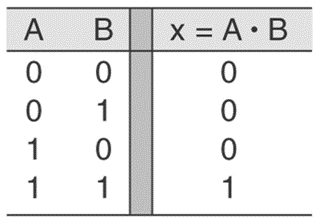 A B x = A • B
0 0 0
0 1 0
1 0 0
1 1 1